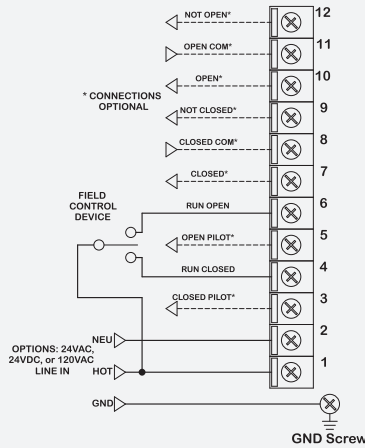 NOT OPEN*
12
OPEN COM*
11
OPEN*
10
* CONNECTIONS
OPTIONAL
NOT CLOSED*
9
CLOSED COM*
8
CLOSED*
7
FIELD
CONTROL
DEVICE
RUN OPEN
6
OPEN PILOT*
5
RUN CLOSED
4
CLOSED PILOT*
3
NEU
2
OPTIONS: 24VAC,
24VDC, or 120VAC
LINE IN
HOT
1
GND
GND Screw